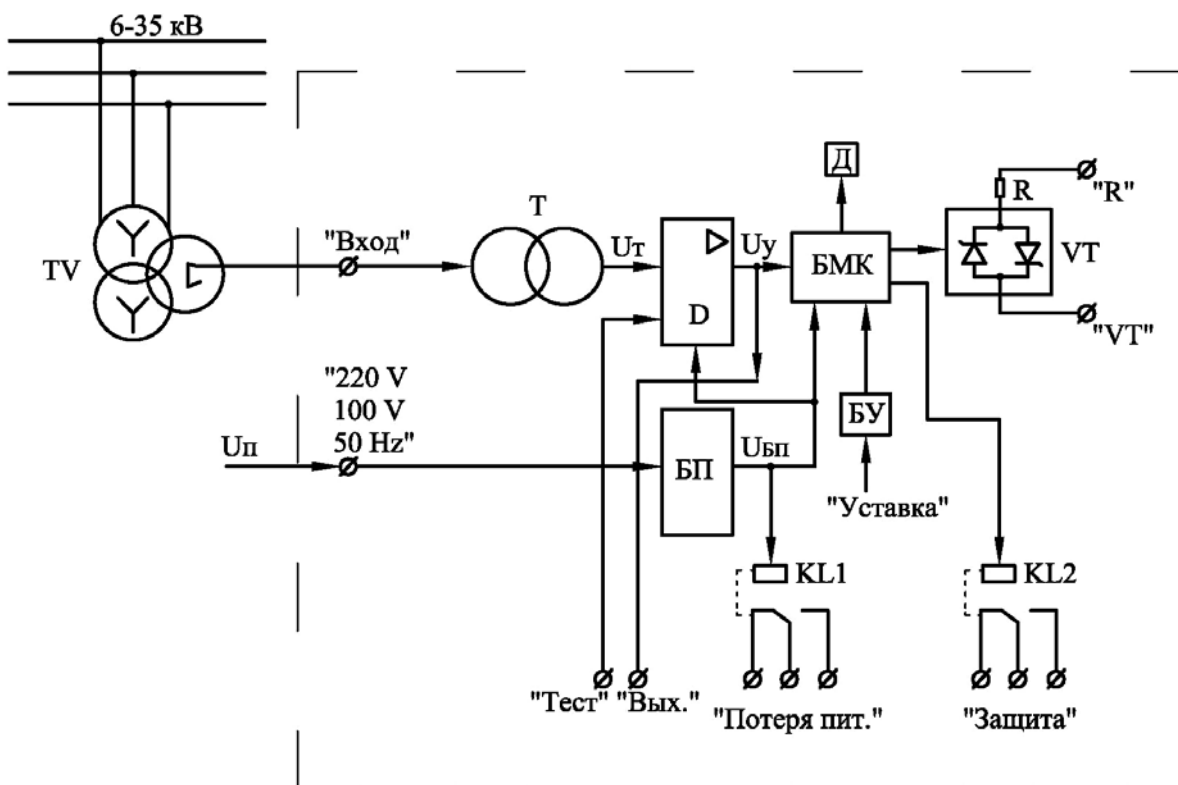 6-35 кВ
Д
R
"R"
T
"Вход"
Uт
Uу
БМК
VT
TV
D
"VT"
"220 V
100 V
50 Hz"
БУ
Uп
UБп
БП
"Уставка"
KL1
KL2
"Тест" "Вых."
"Потеря пит."
"Защита"